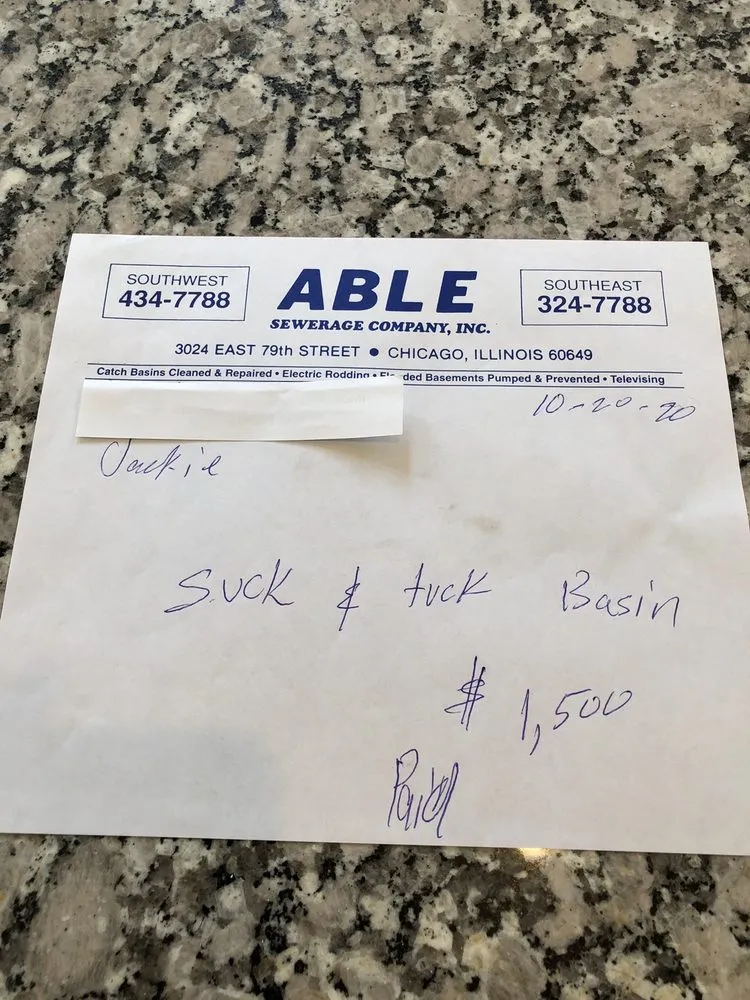 SOUTHWEST
434-7788
ABLE
SEWERAGE COMPANY, INC.
SOUTHEAST
324-7788
3024 EAST 79th STREET ● CHICAGO, ILLINOIS 60649
Catch Basins Cleaned & Repaired • Electric Rodding • Flooded Basements Pumped & Prevented • Televising
10-20-20
Jackie
Suck & tuck Basin
$ 1,500
Paid